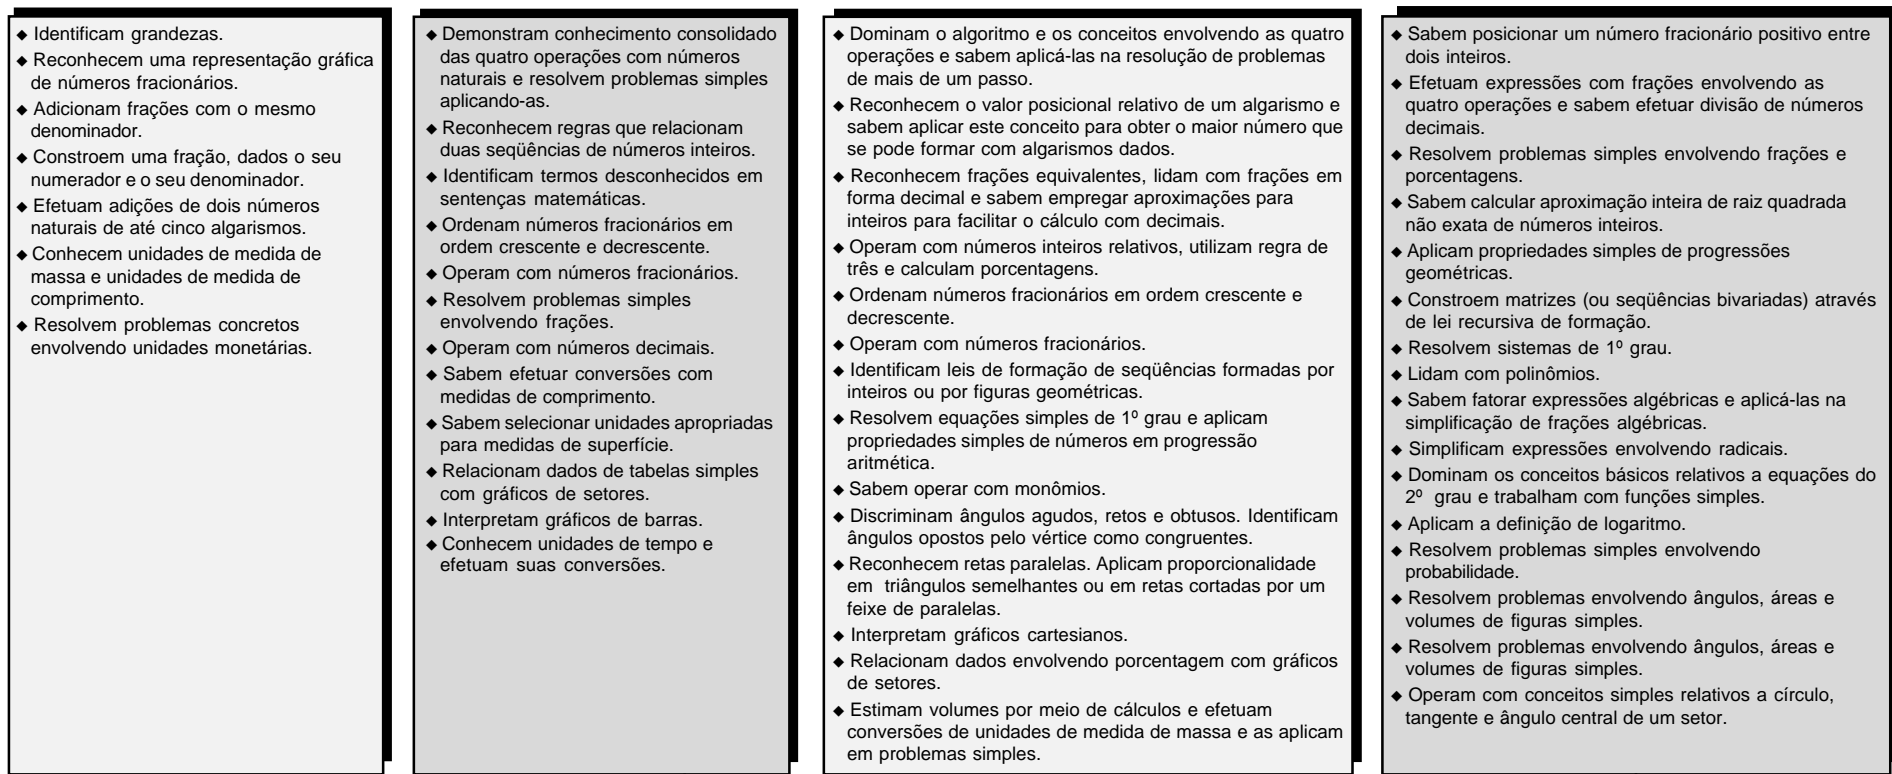 ◆ Identificam grandezas.
◆ Reconhecem uma representação gráfica
de números fracionários.
◆ Adicionam frações com o mesmo
denominador.
◆ Constroem uma fração, dados o seu
numerador e o seu denominador.
◆ Efetuam adições de dois números
naturais de até cinco algarismos.
◆ Conhecem unidades de medida de
massa e unidades de medida de
comprimento.
◆ Resolvem problemas concretos
envolvendo unidades monetárias.
◆ Demonstram conhecimento consolidado
das quatro operações com números
naturais e resolvem problemas simples
aplicando-as.
◆ Reconhecem regras que relacionam
duas seqüências de números inteiros.
◆ Identificam termos desconhecidos em
sentenças matemáticas.
◆ Ordenam números fracionários em
ordem crescente e decrescente.
◆ Operam com números fracionários.
◆ Resolvem problemas simples
envolvendo frações.
◆ Operam com números decimais.
◆ Sabem efetuar conversões com
medidas de comprimento.
◆ Sabem selecionar unidades apropriadas
para medidas de superfície.
◆ Relacionam dados de tabelas simples
com gráficos de setores.
◆ Interpretam gráficos de barras.
◆ Conhecem unidades de tempo e
efetuam suas conversões.
◆ Dominam o algoritmo e os conceitos envolvendo as quatro
operações e sabem aplicá-las na resolução de problemas
de mais de um passo.
◆ Reconhecem o valor posicional relativo de um algarismo e
sabem aplicar este conceito para obter o maior número que
se pode formar com algarismos dados.
◆ Reconhecem frações equivalentes, lidam com frações em
forma decimal e sabem empregar aproximações para
inteiros para facilitar o cálculo com decimais.
◆ Operam com números inteiros relativos, utilizam regra de
três e calculam porcentagens.
◆ Ordenam números fracionários em ordem crescente e
decrescente.
◆ Operam com números fracionários.
◆ Identificam leis de formação de seqüências formadas por
inteiros ou por figuras geométricas.
◆ Resolvem equações simples de 1º grau e aplicam
propriedades simples de números em progressão
aritmética.
◆ Sabem operar com monômios.
◆ Discriminam ângulos agudos, retos e obtusos. Identificam
ângulos opostos pelo vértice como congruentes.
◆ Reconhecem retas paralelas. Aplicam proporcionalidade
em triângulos semelhantes ou em retas cortadas por um
feixe de paralelas.
◆ Interpretam gráficos cartesianos.
◆ Relacionam dados envolvendo porcentagem com gráficos
de setores.
◆ Estimam volumes por meio de cálculos e efetuam
conversões de unidades de medida de massa e as aplicam
em problemas simples.
◆ Sabem posicionar um número fracionário positivo entre
dois inteiros.
◆ Efetuam expressões com frações envolvendo as
quatro operações e sabem efetuar divisão de números
decimais.
◆ Resolvem problemas simples envolvendo frações e
porcentagens.
◆ Sabem calcular aproximação inteira de raiz quadrada
não exata de números inteiros.
◆ Aplicam propriedades simples de progressões
geométricas.
◆ Constroem matrizes (ou seqüências bivariadas) através
de lei recursiva de formação.
◆ Resolvem sistemas de 1º grau.
◆ Lidam com polinômios.
◆ Sabem fatorar expressões algébricas e aplicá-las na
simplificação de frações algébricas.
◆ Simplificam expressões envolvendo radicais.
◆ Dominam os conceitos básicos relativos a equações do
2º grau e trabalham com funções simples.
◆ Aplicam a definição de logaritmo.
◆ Resolvem problemas simples envolvendo
probabilidade.
◆ Resolvem problemas envolvendo ângulos, áreas e
volumes de figuras simples.
◆ Resolvem problemas envolvendo ângulos, áreas e
volumes de figuras simples.
◆ Operam com conceitos simples relativos a círculo,
tangente e ângulo central de um setor.